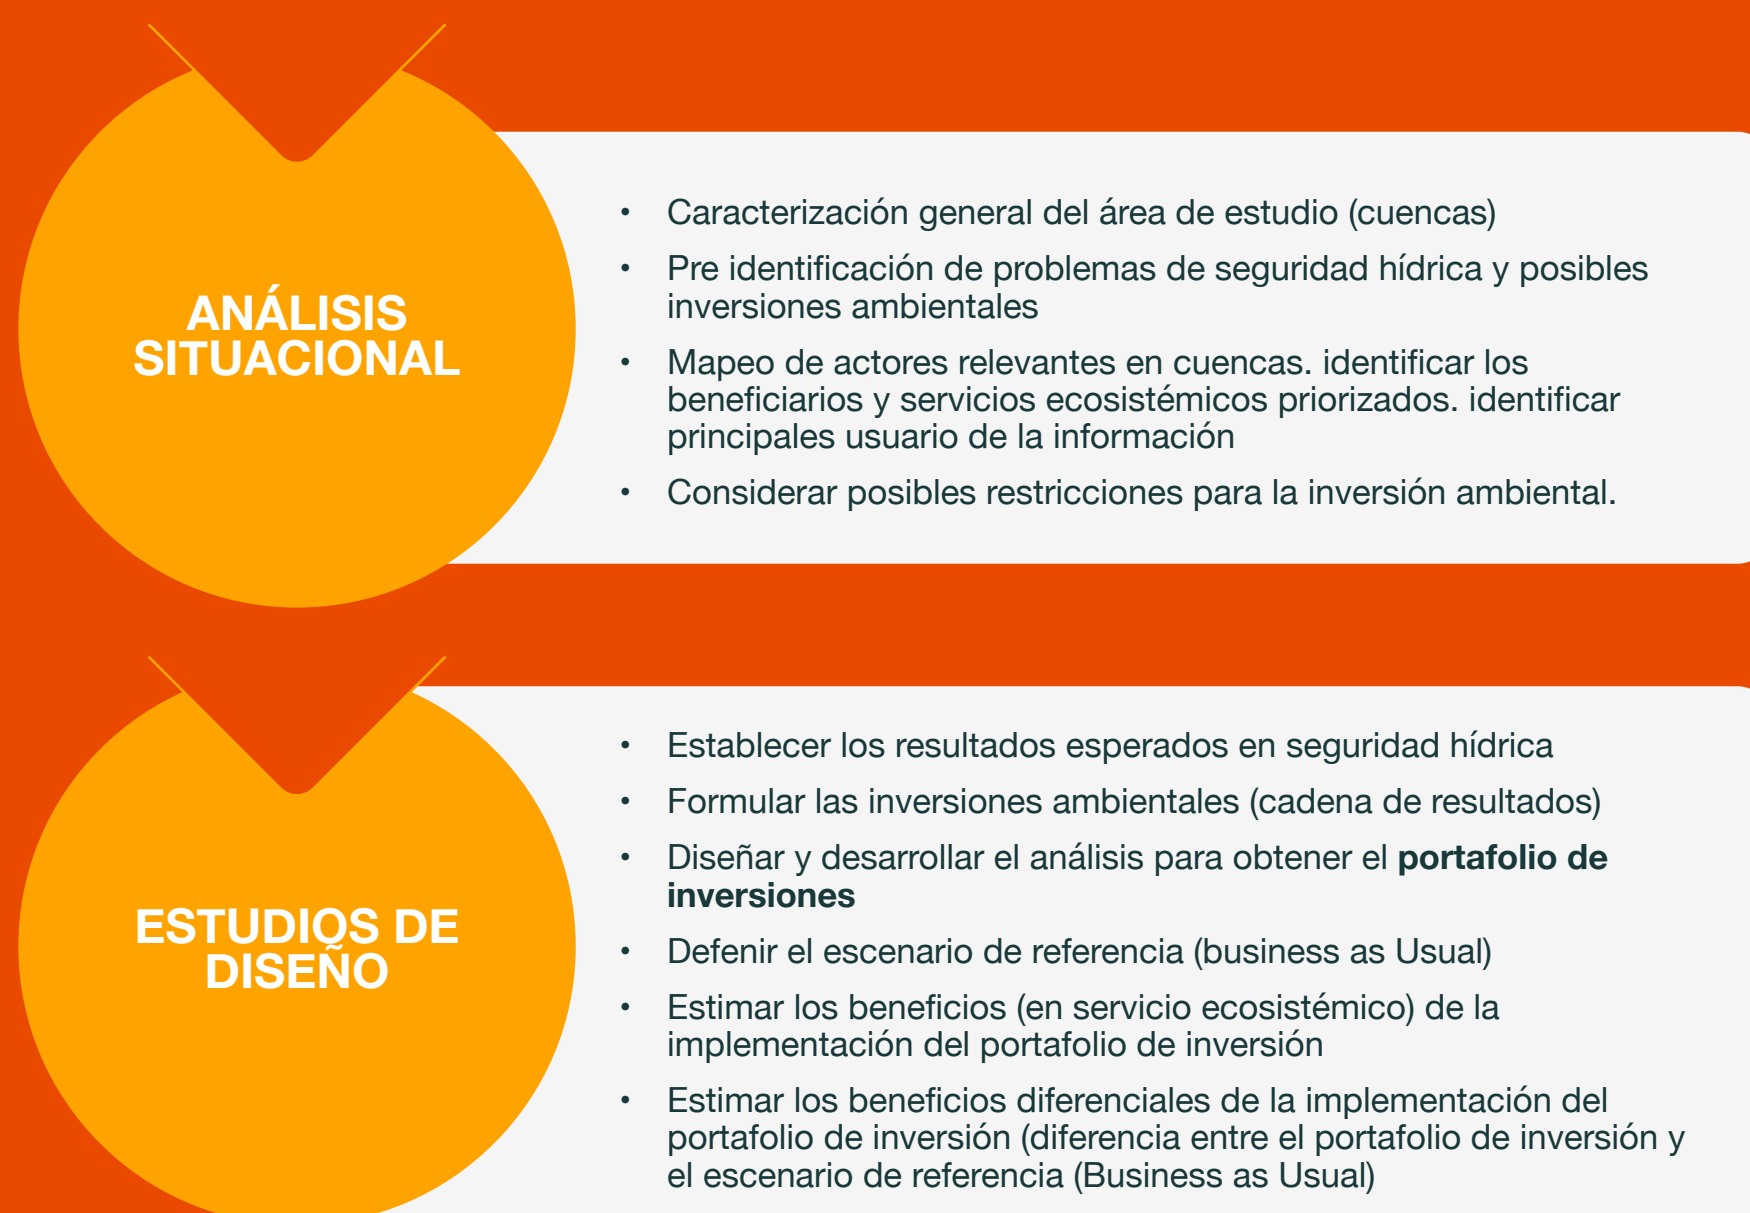 ANÁLISIS
SITUACIONAL
• Caracterización general del área de estudio (cuencas)
• Pre identificación de problemas de seguridad hídrica y posibles
inversiones ambientales
• Mapeo de actores relevantes en cuencas. identificar los
beneficiarios y servicios ecosistémicos priorizados. identificar
principales usuario de la información
• Considerar posibles restricciones para la inversión ambiental.
ESTUDIOS DE
DISEÑO
• Establecer los resultados esperados en seguridad hídrica
• Formular las inversiones ambientales (cadena de resultados)
• Diseñar y desarrollar el análisis para obtener el portafolio de
inversiones
• Defenir el escenario de referencia (business as Usual)
• Estimar los beneficios (en servicio ecosistémico) de la
implementación del portafolio de inversión
• Estimar los beneficios diferenciales de la implementación del
portafolio de inversión (diferencia entre el portafolio de inversión y
el escenario de referencia (Business as Usual)